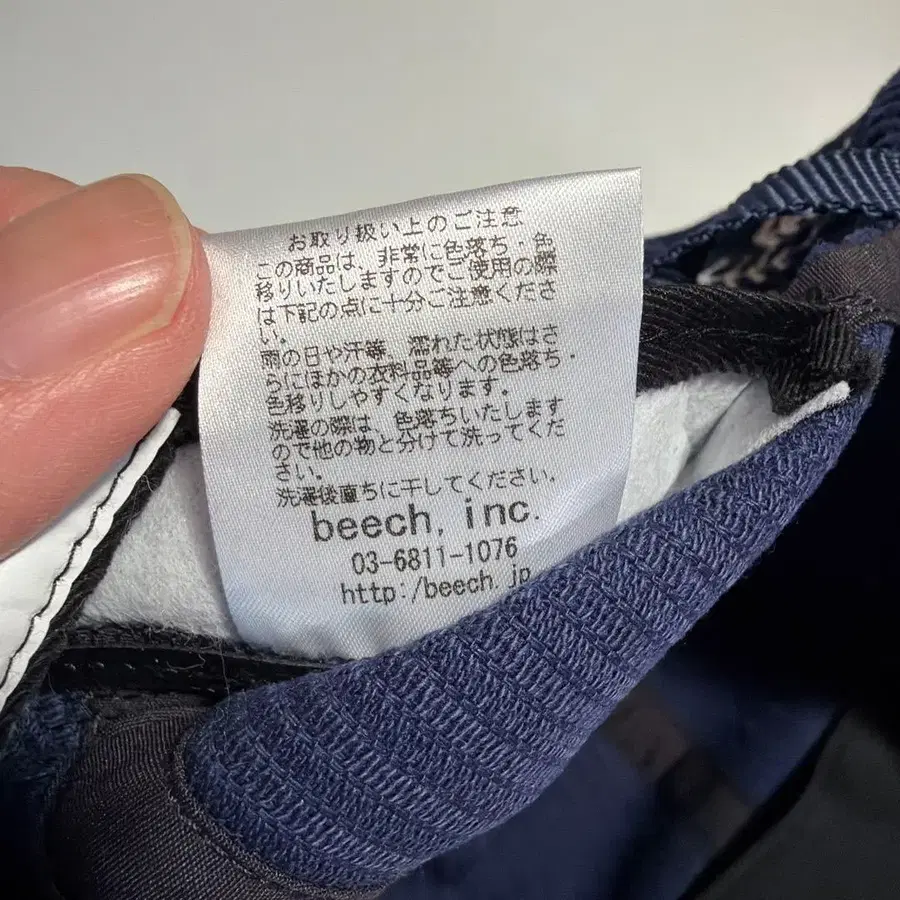 お取り扱い上のご注意
この商品は、非常に色落ち・色
移りいたしますのでご使用の際
は下記の点に十分ご注意くださ
い。
雨の日や汗等、濡れた状態はさ
らにほかの衣料品等への色落ち・
色移りしやすくなります。
洗濯の際は、色落ちいたします
ので他の物と分けて洗ってくだ
さい。
洗濯後直ちに干してください。
beech, inc.
03-6811-1076
http:/beech.jp